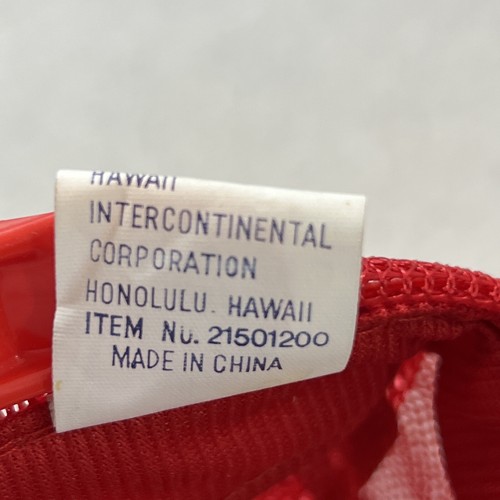 HAWAII
INTERCONTINENTAL
CORPORATION
HONOLULU. HAWAII
ITEM No. 21501200
MADE IN CHINA